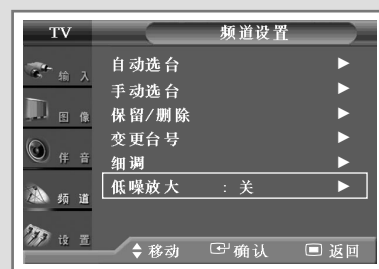 TV 频道设置
输 入
自动选台 ▶
手动选台 ▶
图 像
保留/删除 ▶
变更台号 ▶
伴 音
细调 ▶
低噪放大 : 关 ▶
频 道
设 置
移动 确认 返回